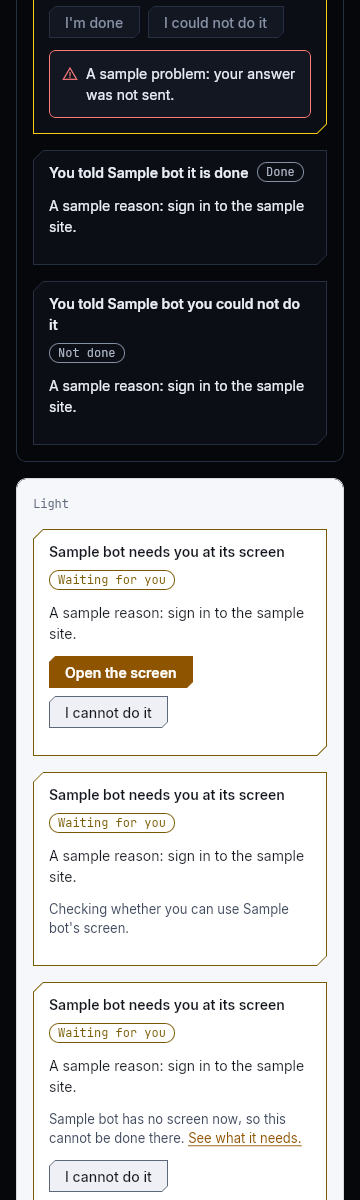 I'm done
I could not do it
A sample problem: your answer
was not sent.
You told Sample bot it is done
Done
A sample reason: sign in to the sample
site.
You told Sample bot you could not do
it
Not done
A sample reason: sign in to the sample
site.
Light
Sample bot needs you at its screen
Waiting for you
A sample reason: sign in to the sample
site.
Open the screen
I cannot do it
Sample bot needs you at its screen
Waiting for you
A sample reason: sign in to the sample
site.
Checking whether you can use Sample
bot's screen.
Sample bot needs you at its screen
Waiting for you
A sample reason: sign in to the sample
site.
Sample bot has no screen now, so this
cannot be done there. See what it needs.
I cannot do it